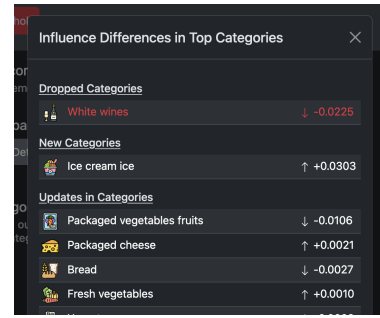 Influence Differences in Top Categories
Dropped Categories
White wines ↓ -0.0225
New Categories
Ice cream ice ↑ +0.0303
Updates in Categories
Packaged vegetables fruits ↓ -0.0106
Packaged cheese ↑ +0.0021
Bread ↓ -0.0027
Fresh vegetables ↑ +0.0010